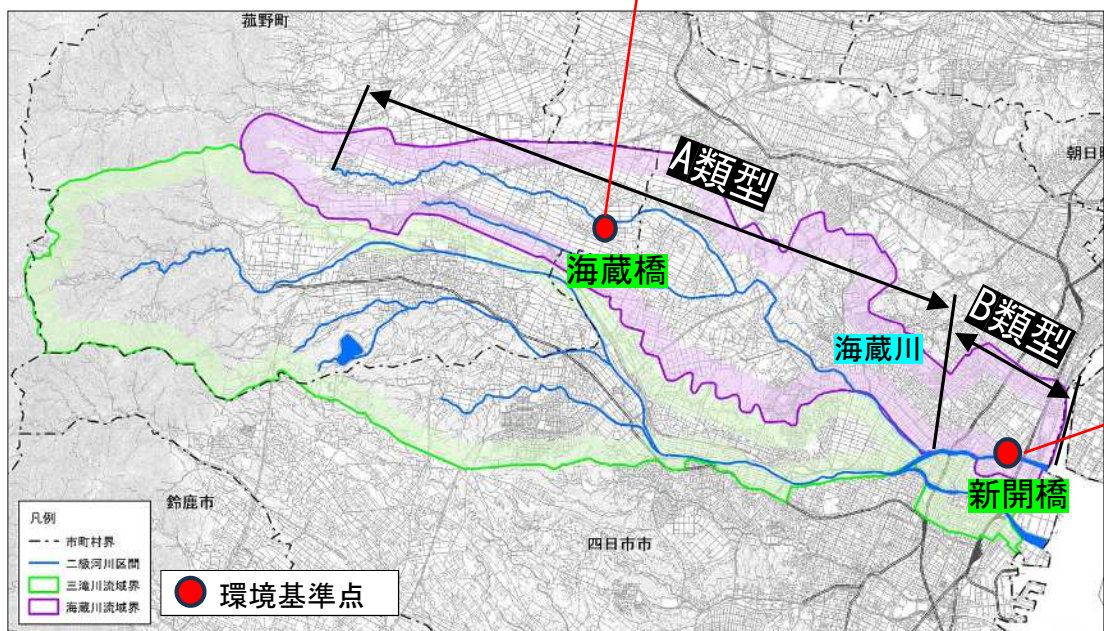 菰野町
A類型
朝日町
海蔵橋
B類型
海蔵川
新開橋
鈴鹿市
四日市市
凡例
市町村界
二級河川区間
三滝川流域界
海蔵川流域界
環境基準点